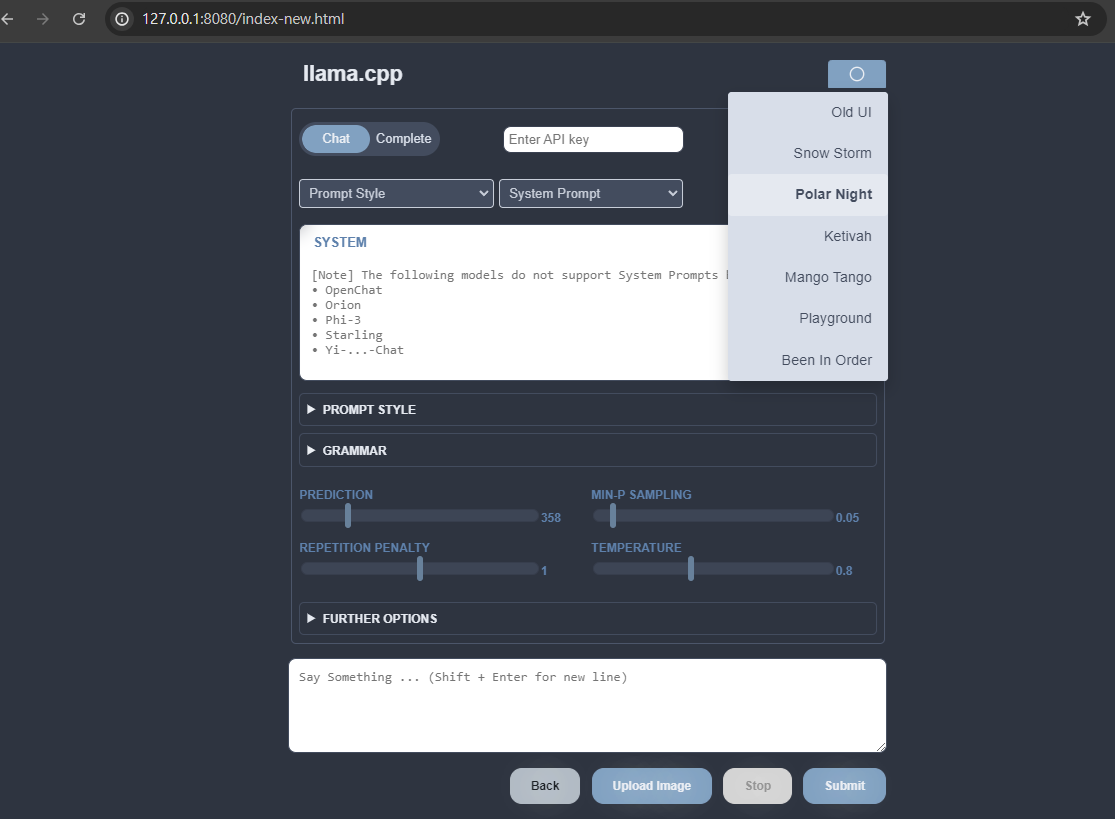 127.0.0.1:8080/index-new.html
llama.cpp
Old UI
Snow Storm
Polar Night
Ketivah
Mango Tango
Playground
Been In Order
Chat Complete
Enter API key
Prompt Style System Prompt
SYSTEM
[Note] The following models do not support System Prompts
• OpenChat
• Orion
• Phi-3
• Starling
• Yi-...-Chat
▶ PROMPT STYLE
▶ GRAMMAR
PREDICTION
358
MIN-P SAMPLING
0.05
REPETITION PENALTY
1
TEMPERATURE
0.8
▶ FURTHER OPTIONS
Say Something ... (Shift + Enter for new line)
Back Upload Image Stop Submit